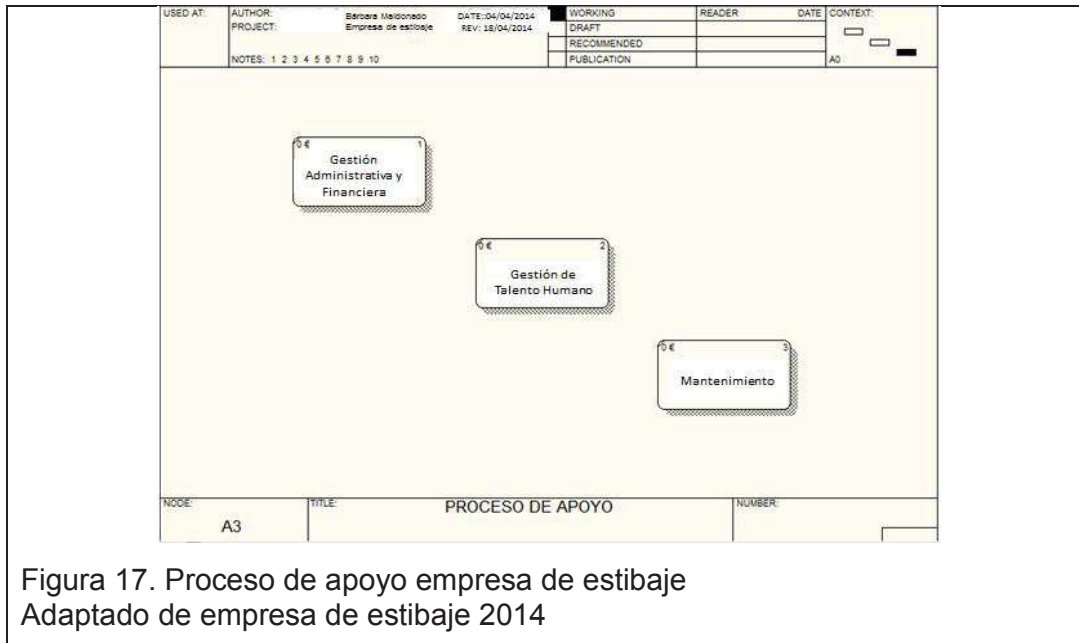 USED AT: AUTHOR: Bárbara Maldonado DATE:04/04/2014 WORKING READER DATE CONTEXT:
PROJECT: Empresa de estibaje REV: 18/04/2014 DRAFT
RECOMMENDED
NOTES: 1 2 3 4 5 6 7 8 9 10 PUBLICATION A0
0 € 1
Gestión
Administrativa y
Financiera
0 € 2
Gestión de
Talento Humano
0 € 3
Mantenimiento
NODE: TITLE: PROCESO DE APOYO NUMBER:
A3
Figura 17. Proceso de apoyo empresa de estibaje
Adaptado de empresa de estibaje 2014